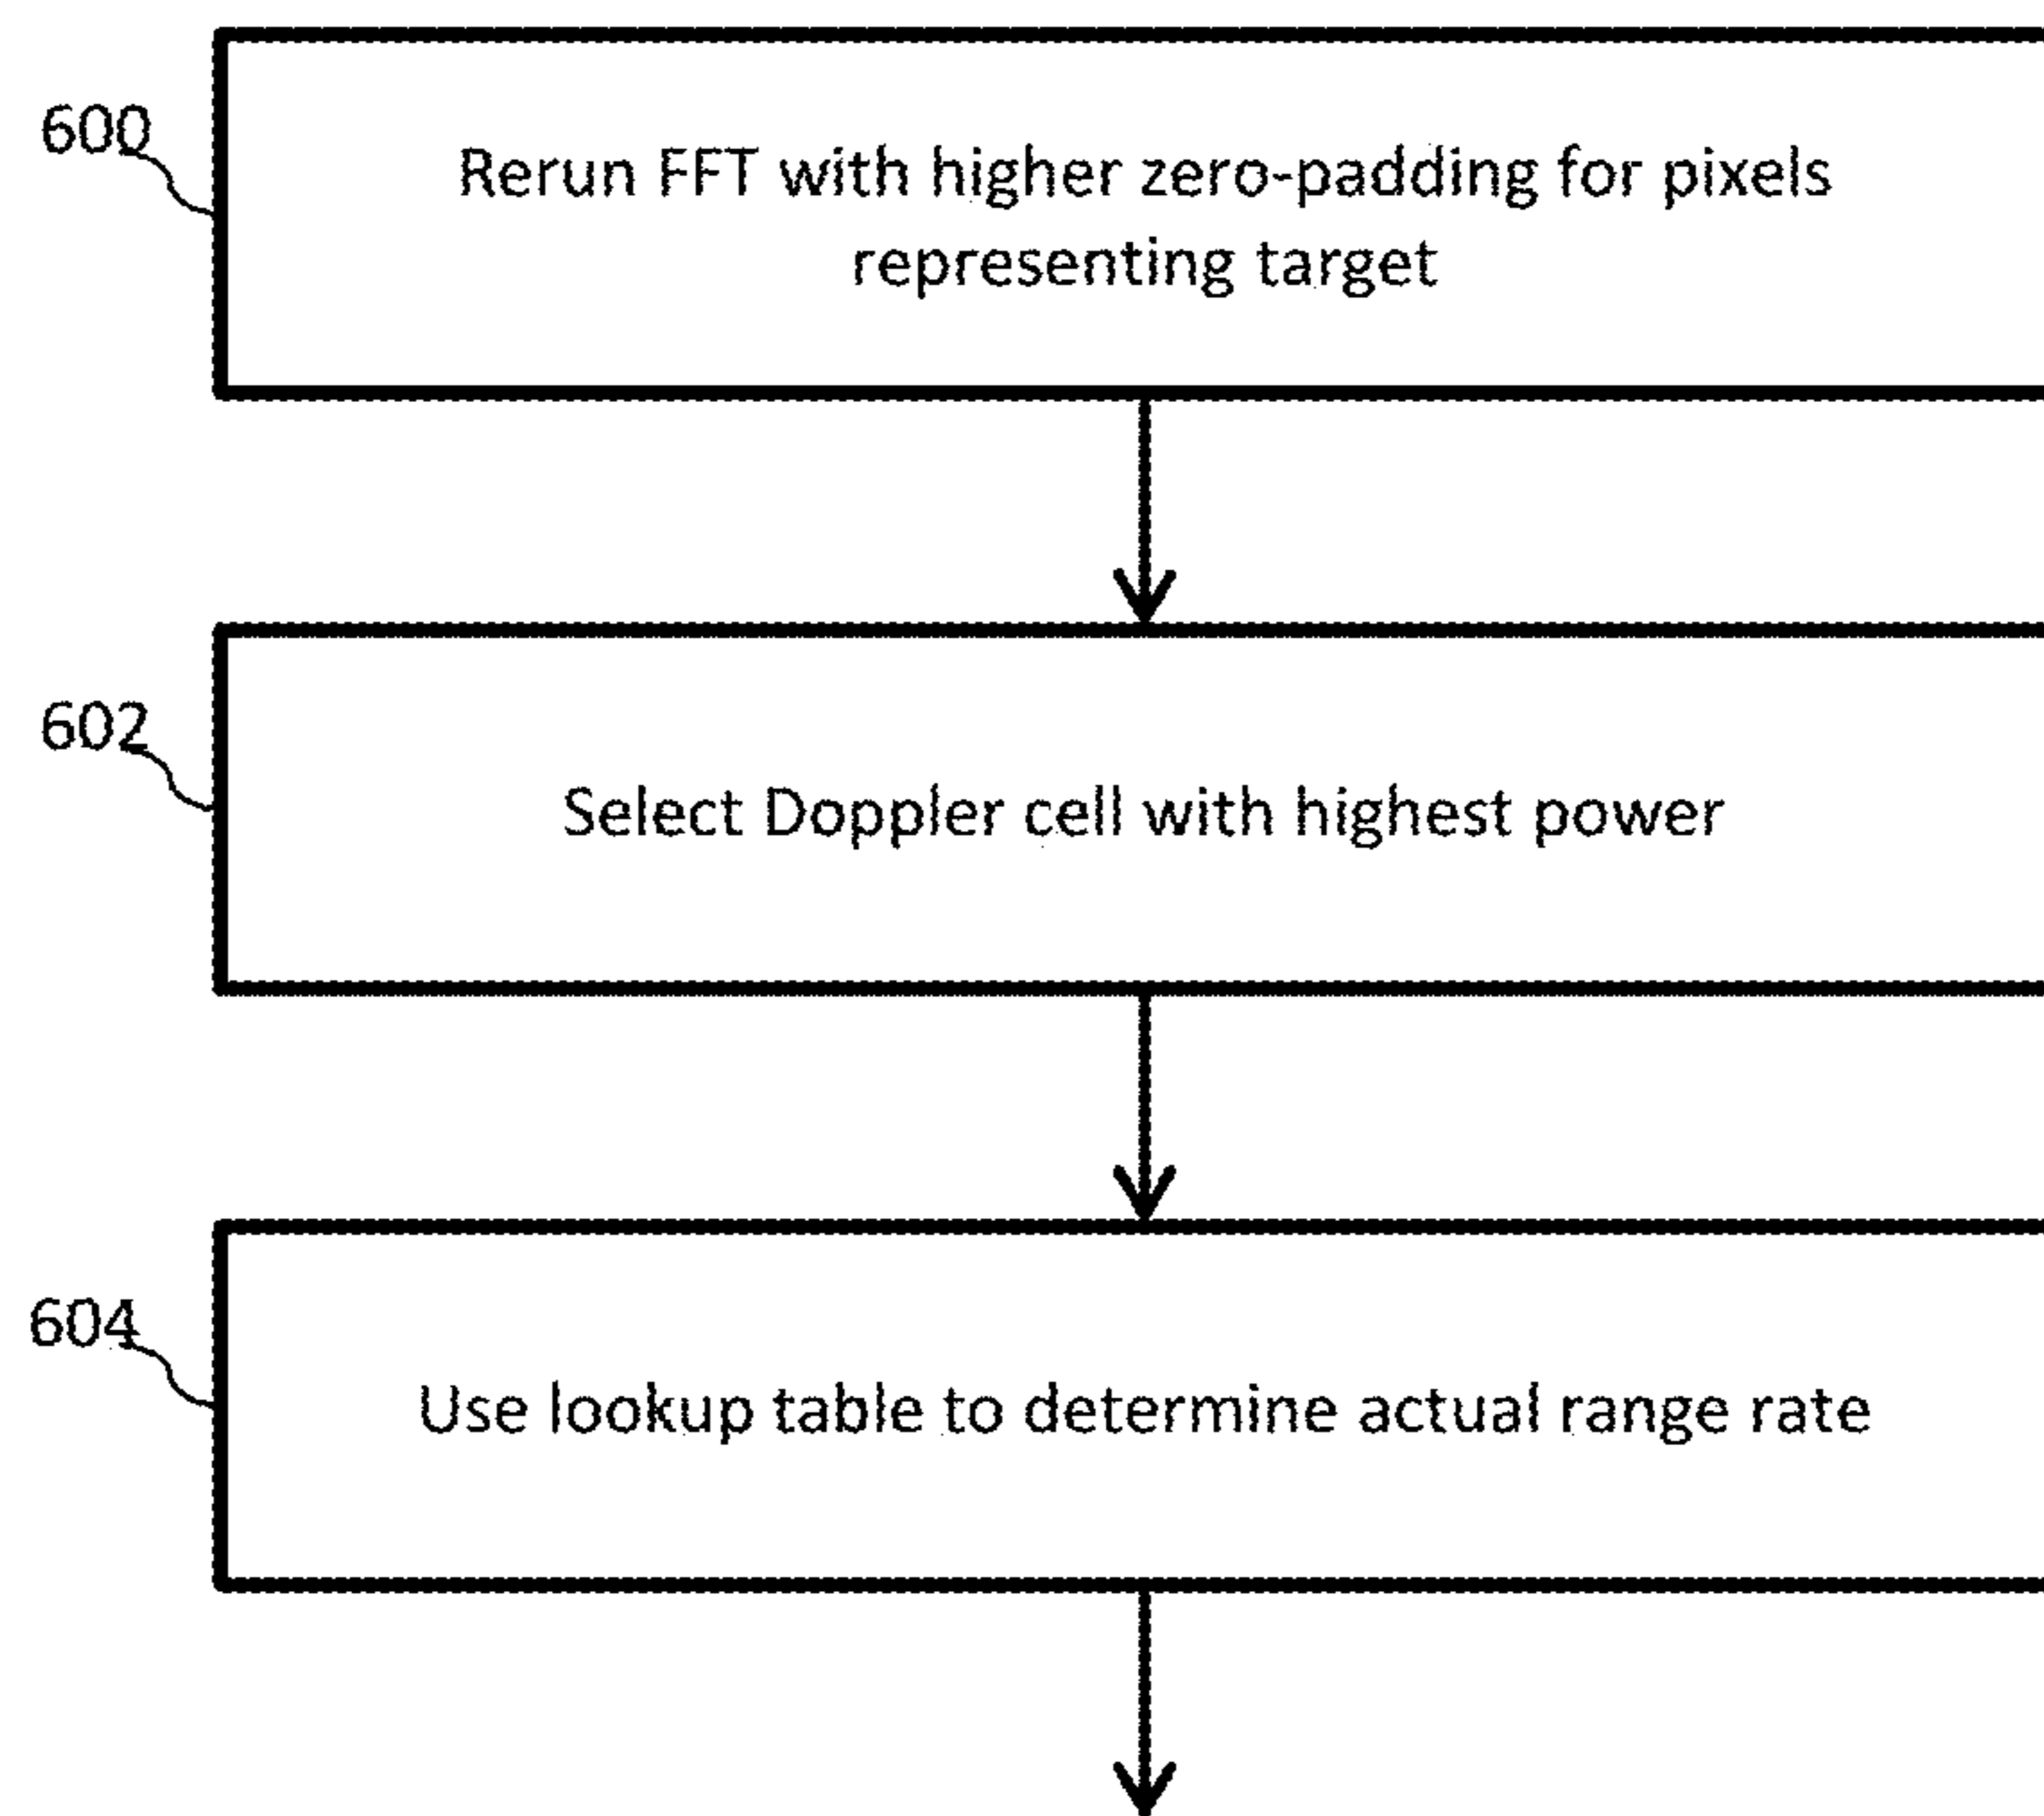 600
Rerun FFT with higher zero-padding for pixels
representing target
602
Select Doppler cell with highest power
604
Use lookup table to determine actual range rate